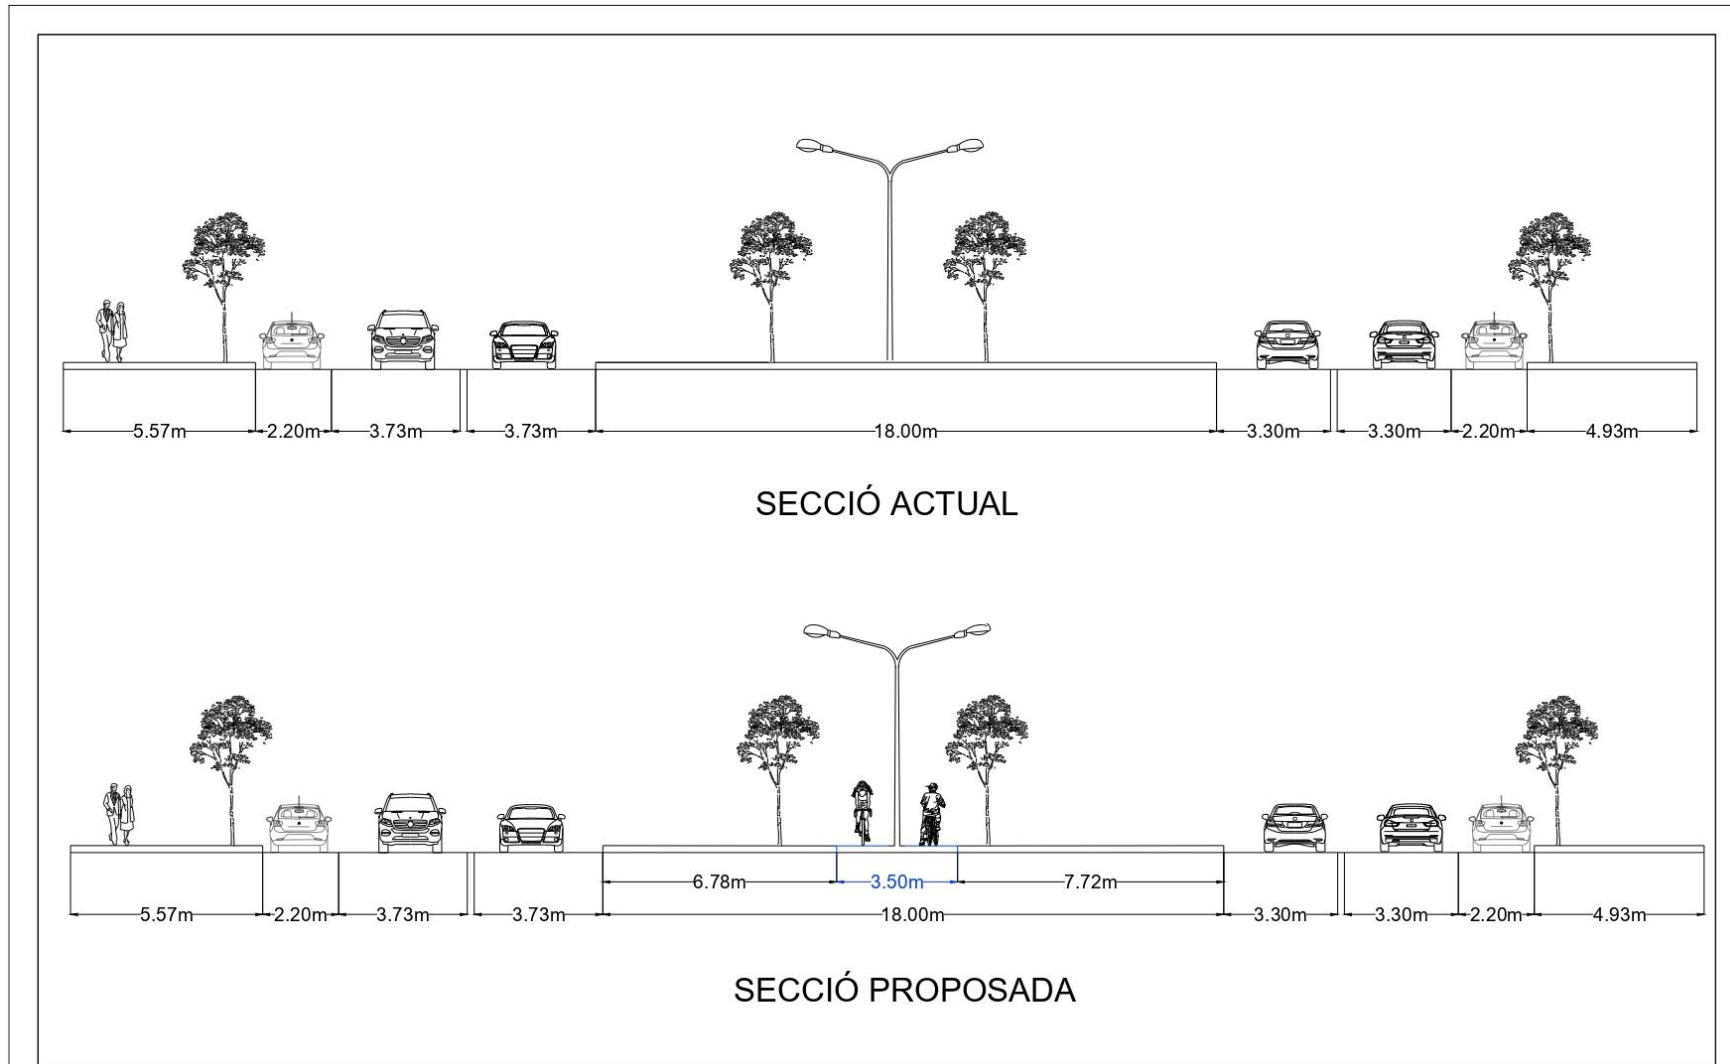 5.57m 2.20m 3.73m 3.73m 18.00m 3.30m 3.30m 2.20m 4.93m
SECCIÓ ACTUAL
6.78m 3.50m 7.72m
5.57m 2.20m 3.73m 3.73m 18.00m 3.30m 3.30m 2.20m 4.93m
SECCIÓ PROPOSADA